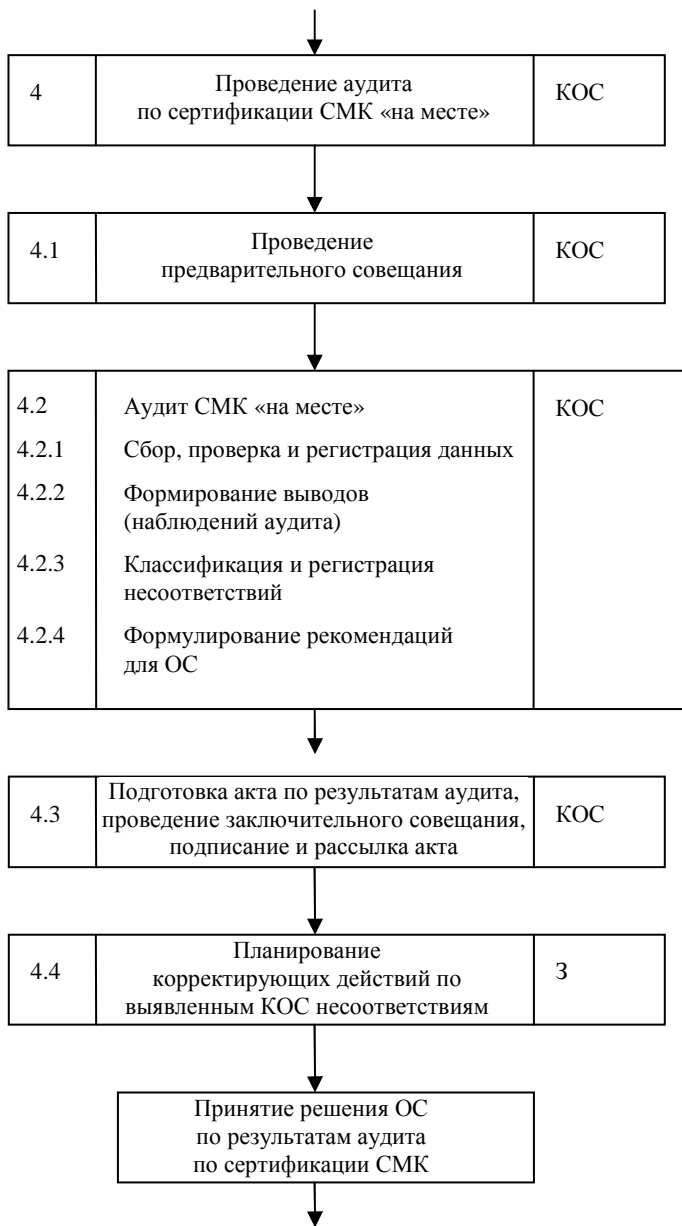 4 Проведение аудита КОС
по сертификации СМК «на месте»
4.1 Проведение КОС
предварительного совещания
4.2 Аудит СМК «на месте» КОС
4.2.1 Сбор, проверка и регистрация данных
4.2.2 Формирование выводов
(наблюдений аудита)
4.2.3 Классификация и регистрация
несоответствий
4.2.4 Формулирование рекомендаций
для ОС
Подготовка акта по результатам аудита,
4.3 проведение заключительного совещания, КОС
подписание и рассылка акта
Планирование
4.4 корректирующих действий по З
выявленным КОС несоответствиям
Принятие решения ОС
по результатам аудита
по сертификации СМК